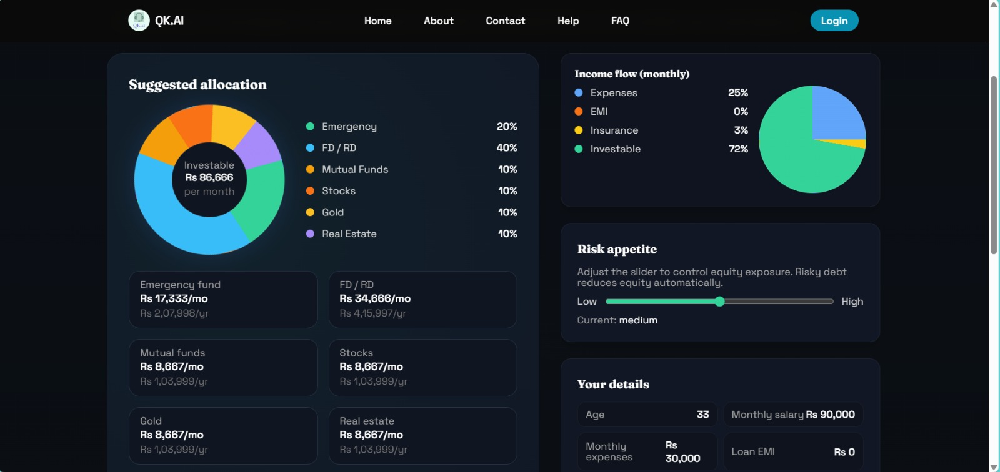 QK.AI
Home
About
Contact
Help
FAQ
Login
Suggested allocation
Investable
Rs 86,666
per month
Emergency 20%
FD / RD 40%
Mutual Funds 10%
Stocks 10%
Gold 10%
Real Estate 10%
Emergency fund
Rs 17,333/mo
Rs 2,07,998/yr
FD / RD
Rs 34,666/mo
Rs 4,15,997/yr
Mutual funds
Rs 8,667/mo
Rs 1,03,999/yr
Stocks
Rs 8,667/mo
Rs 1,03,999/yr
Gold
Rs 8,667/mo
Rs 1,03,999/yr
Real estate
Rs 8,667/mo
Rs 1,03,999/yr
Income flow (monthly)
Expenses 25%
EMI 0%
Insurance 3%
Investable 72%
Risk appetite
Adjust the slider to control equity exposure. Risky debt
reduces equity automatically.
Low High
Current: medium
Your details
Age 33
Monthly salary Rs 90,000
Monthly
expenses
Rs
30,000
Loan EMI Rs 0